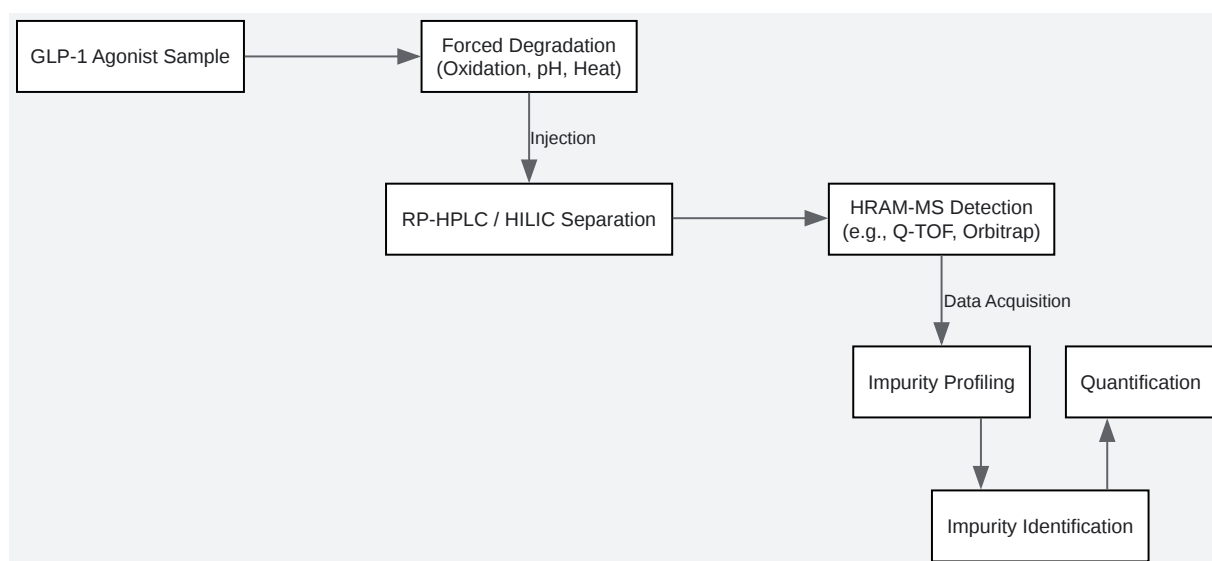 GLP-1 Agonist Sample
Forced Degradation
(Oxidation, pH, Heat)
Injection
RP-HPLC / HILIC Separation
HRAM-MS Detection
(e.g., Q-TOF, Orbitrap)
Data Acquisition
Impurity Profiling
Quantification
Impurity Identification